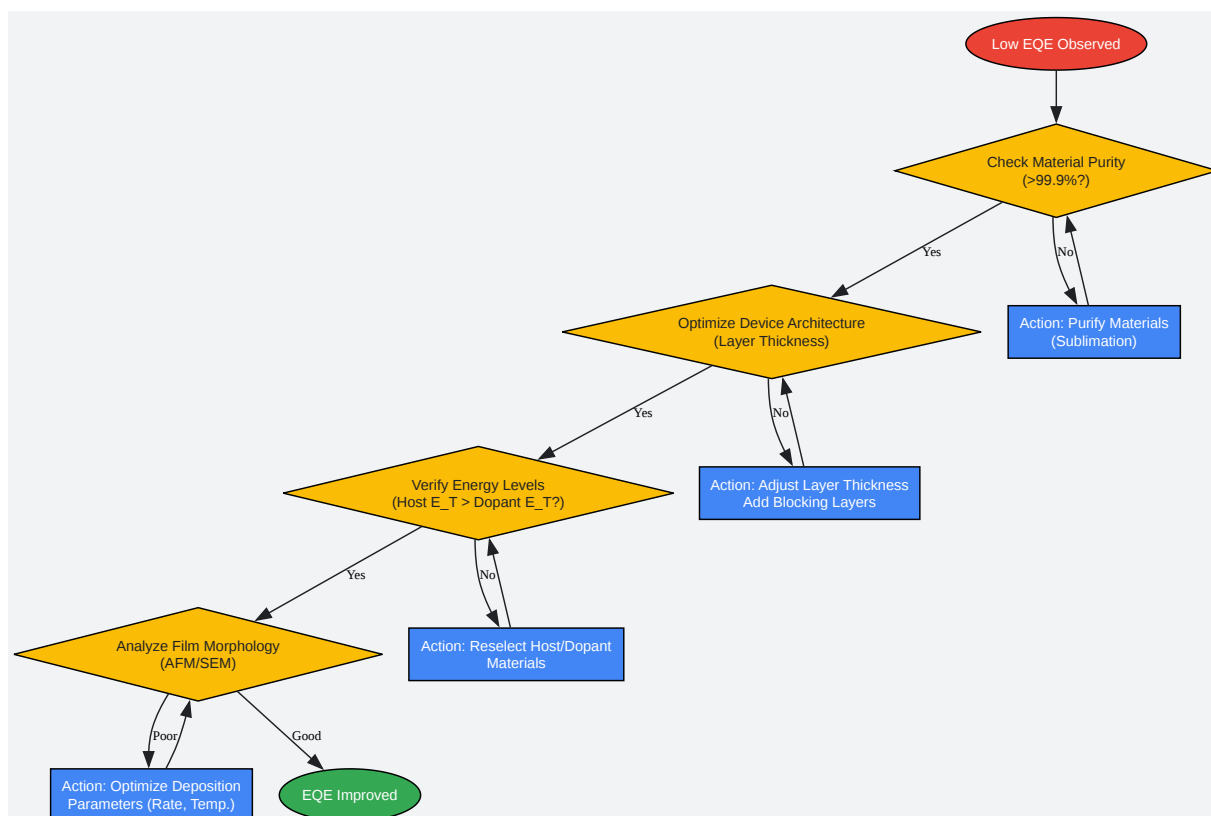 Low EQE Observed
Check Material Purity
(>99.9%?)
Yes
No
Action: Purify Materials
(Sublimation)
Optimize Device Architecture
(Layer Thickness)
Yes
No
Action: Adjust Layer Thickness
Add Blocking Layers
Verify Energy Levels
(Host E_T > Dopant E_T?)
Yes
No
Action: Reselect Host/Dopant
Materials
Analyze Film Morphology
(AFM/SEM)
Poor
Good
Action: Optimize Deposition
Parameters (Rate, Temp.)
EQE Improved